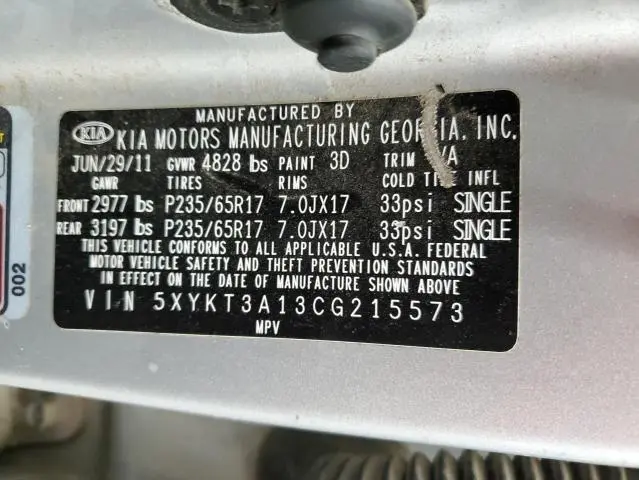 MANUFACTURED BY
KIA KIA MOTORS MANUFACTURING GEORGIA. INC.
JUN/29/11 GVWR 4828 lbs PAINT 3D TRIM /A
GAWR TIRES RIMS COLD TIRE INFL
FRONT 2977 lbs P235/65R17 7.0JX17 33psi SINGLE
REAR 3197 lbs P235/65R17 7.0JX17 33psi SINGLE
THIS VEHICLE CONFORMS TO ALL APPLICABLE U.S.A. FEDERAL
MOTOR VEHICLE SAFETY AND THEFT PREVENTION STANDARDS
IN EFFECT ON THE DATE OF MANUFACTURE SHOWN ABOVE
VIN 5XYKT3A13CG215573
MPV
002